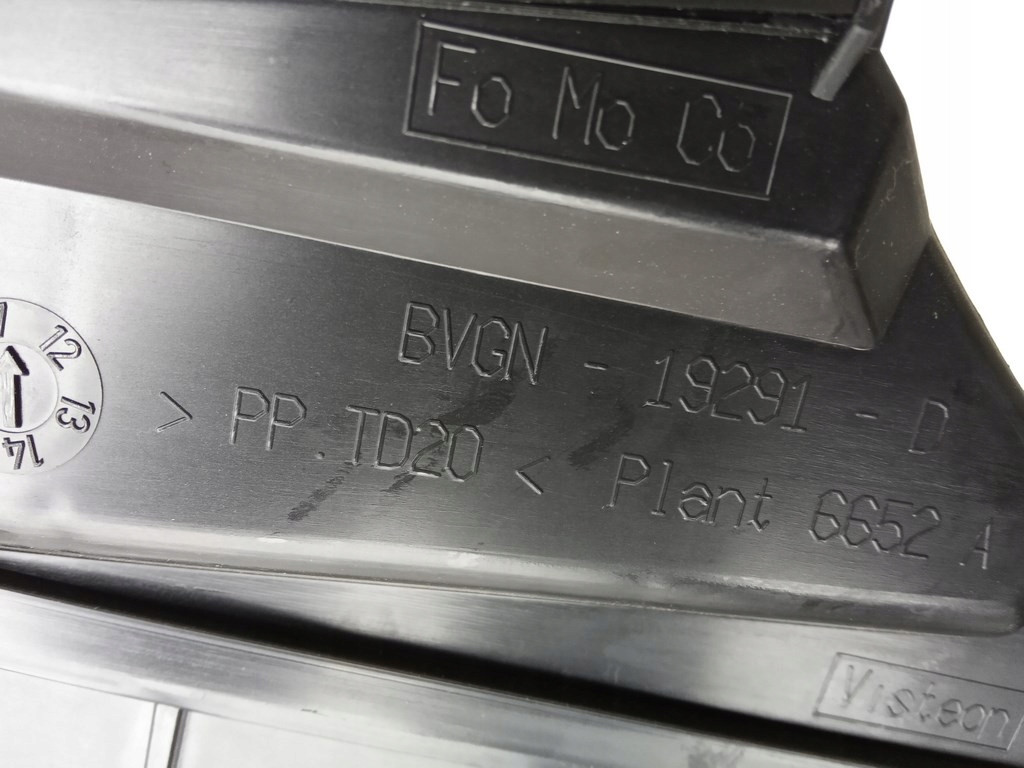 Fo Mo Co
BVGN - 19291 - D
> PP.TD20 < Plant 6652 A
12
13
14
Visteon